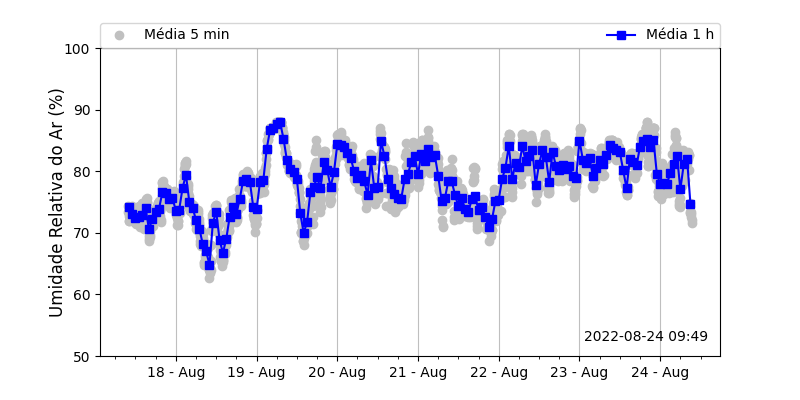 Média 5 min
Média 1 h
Umidade Relativa do Ar (%)
100
90
80
70
60
50
2022-08-24 09:49
18 - Aug
19 - Aug
20 - Aug
21 - Aug
22 - Aug
23 - Aug
24 - Aug